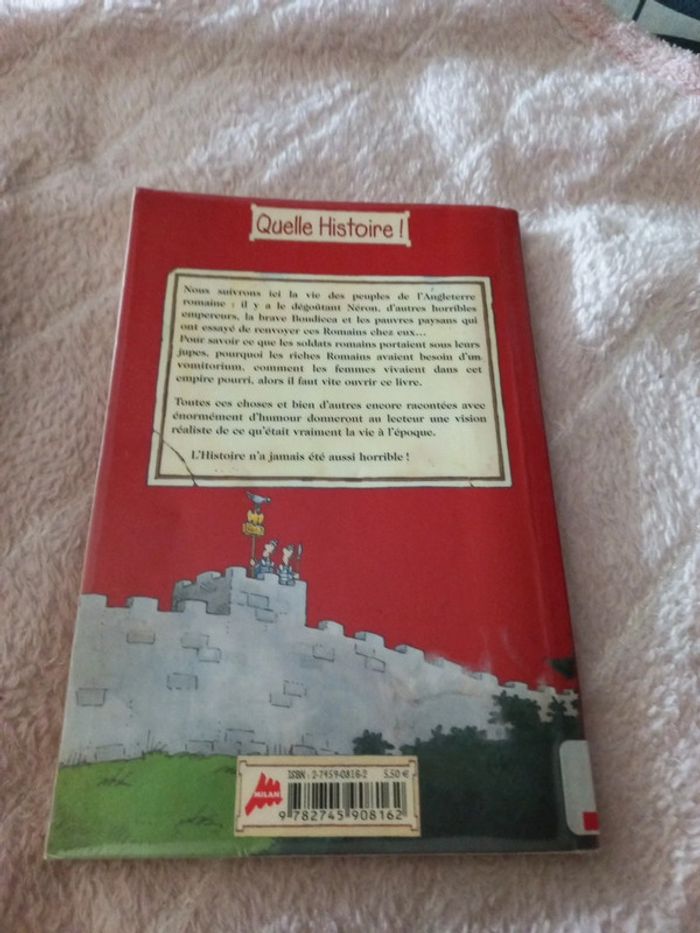 Quelle Histoire !
Nous suivrons ici la vie des peuples de l'Angleterre
romaine : il y a le dégoûtant Néron, d'autres horribles
empereurs, la brave Boudicca et les pauvres paysans qui
ont essayé de renvoyer ces Romains chez eux...
Pour savoir ce que les soldats romains portaient sous leurs
jupes, pourquoi les riches Romains avaient besoin d'un
vomitorium, comment les femmes vivaient dans cet
empire pourri, alors il faut vite ouvrir ce livre.
Toutes ces choses et bien d'autres encore racontées avec
énormément d'humour donneront au lecteur une vision
réaliste de ce qu'était vraiment la vie à l'époque.
L'Histoire n'a jamais été aussi horrible !
MILAN
ISBN : 2-7459-0816-2 5,50 €
9 782745 908162